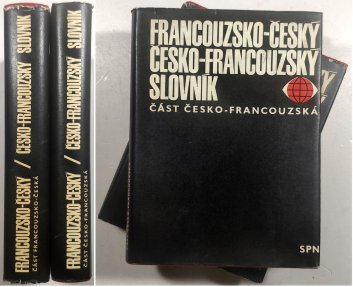 FRANCOUZSKO-ČESKÝ / ČESKO-FRANCOUZSKÝ SLOVNÍK
ČÁST FRANCOUZSKO-ČESKÁ
FRANCOUZSKO-ČESKÝ / ČESKO-FRANCOUZSKÝ SLOVNÍK
ČÁST ČESKO-FRANCOUZSKÁ
FRANCOUZSKO-ČESKÝ
ČESKO-FRANCOUZSKÝ
SLOVNÍK
ČÁST ČESKO-FRANCOUZSKÁ
SPN